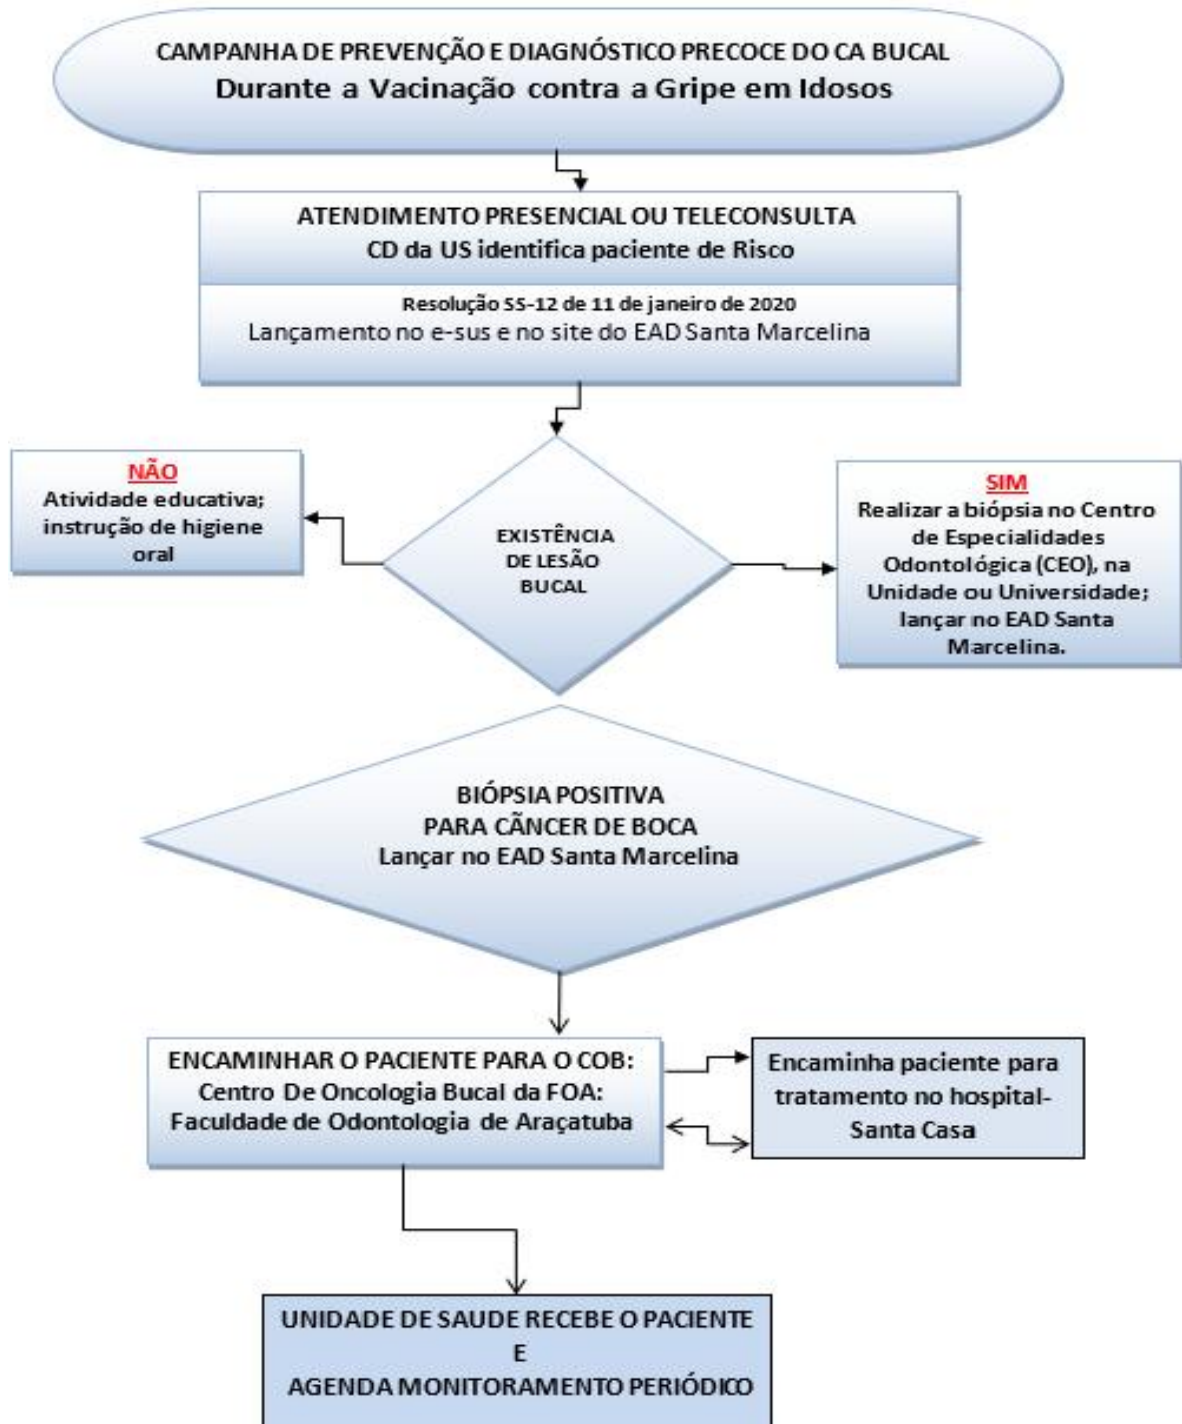 CAMPANHA DE PREVENÇÃO E DIAGNÓSTICO PRECOCE DO CA BUCAL
Durante a Vacinação contra a Gripe em Idosos
ATENDIMENTO PRESENCIAL OU TELECONSULTA
CD da US identifica paciente de Risco
Resolução SS-12 de 11 de janeiro de 2020
Lançamento no e-sus e no site do EAD Santa Marcelina
NÃO
Atividade educativa;
instrução de higiene
oral
EXISTÊNCIA
DE LESÃO
BUCAL
SIM
Realizar a biópsia no Centro
de Especialidades
Odontológica (CEO), na
Unidade ou Universidade;
lançar no EAD Santa
Marcelina.
BIÓPSIA POSITIVA
PARA CÃNCER DE BOCA
Lançar no EAD Santa Marcelina
ENCAMINHAR O PACIENTE PARA O COB:
Centro De Oncologia Bucal da FOA:
Faculdade de Odontologia de Araçatuba
Encaminha paciente para
tratamento no hospital-
Santa Casa
UNIDADE DE SAUDE RECEBE O PACIENTE
E
AGENDA MONITORAMENTO PERIÓDICO